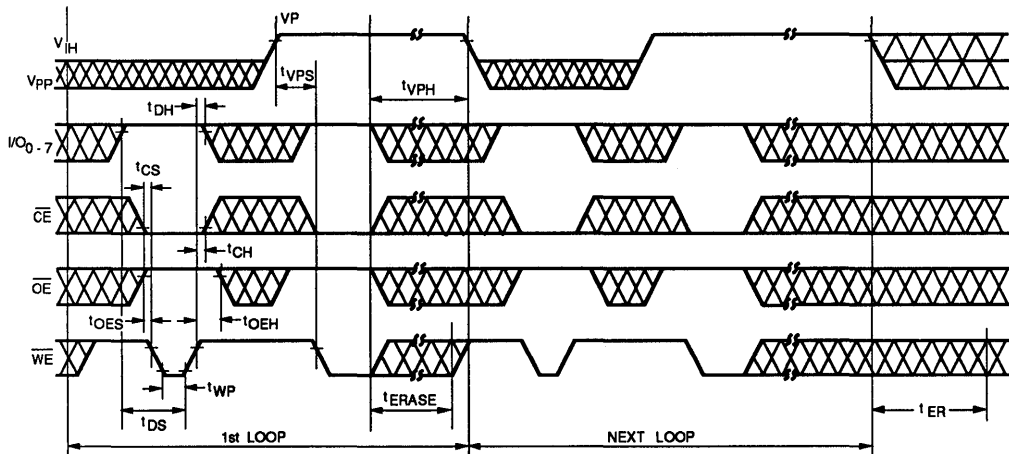 VP
VIH
VPP
tVPS
tVPH
tDH
I/O0 - 7
tCS
CE
tCH
OE
tOES
tOEH
WE
tWP
tERASE
tDS
tER
1st LOOP
NEXT LOOP